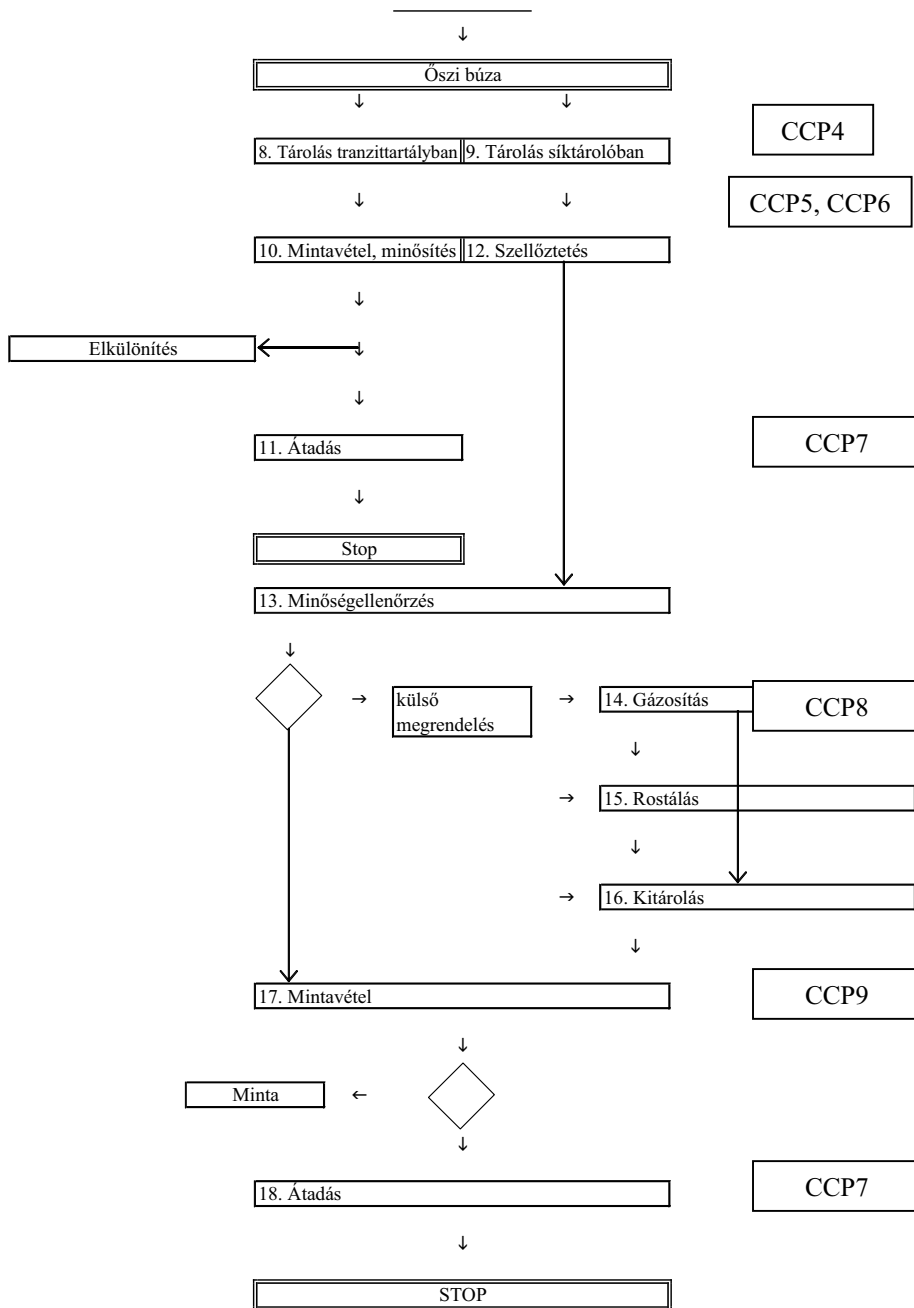 Őszi búza
CCP4
8. Tárolás tranzittartályban
9. Tárolás síktárolóban
CCP5, CCP6
10. Mintavétel, minősítés
12. Szellőztetés
Elkülönítés
11. Átadás
CCP7
Stop
13. Minőségellenőrzés
külső
megrendelés
14. Gázosítás
CCP8
15. Rostálás
16. Kitárolás
17. Mintavétel
CCP9
Minta
18. Átadás
CCP7
STOP